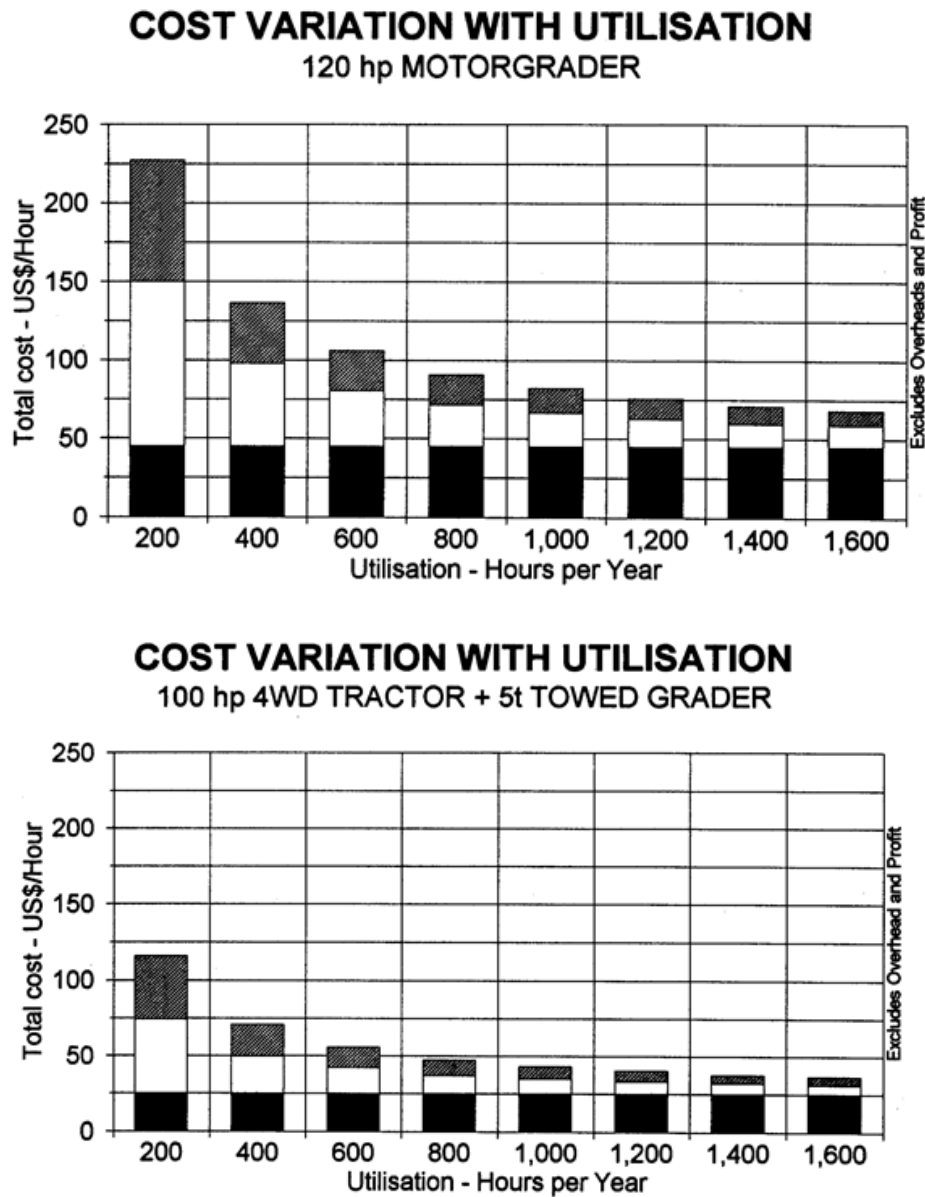 COST VARIATION WITH UTILISATION
120 hp MOTORGRADER
250
200
150
100
50
0
Total cost - US$/Hour
Excludes Overheads and Profit
200 400 600 800 1,000 1,200 1,400 1,600
Utilisation - Hours per Year
COST VARIATION WITH UTILISATION
100 hp 4WD TRACTOR + 5t TOWED GRADER
250
200
150
100
50
0
Total cost - US$/Hour
Excludes Overhead and Profit
200 400 600 800 1,000 1,200 1,400 1,600
Utilisation - Hours per Year